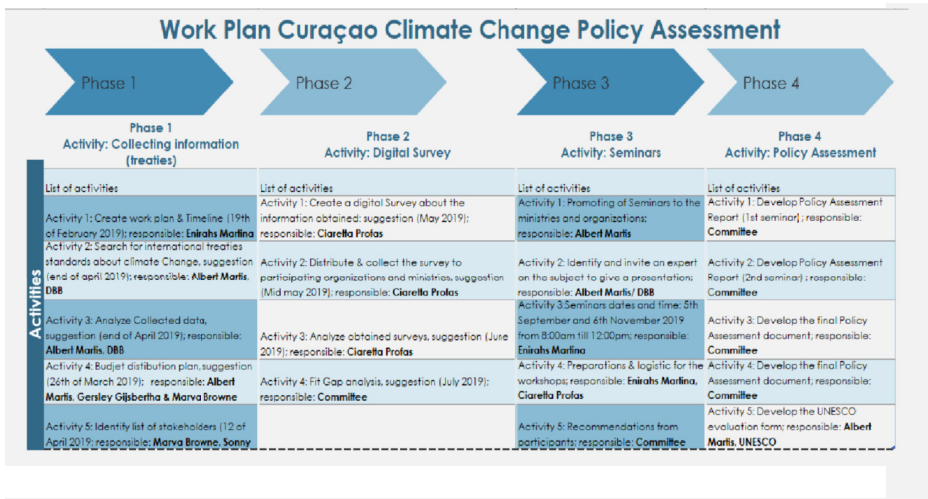 Work Plan Curaçao Climate Change Policy Assessment
Phase 1
Phase 2
Phase 3
Phase 4
Phase 1
Activity: Collecting information
(treaties)
Phase 2
Activity: Digital Survey
Phase 3
Activity: Seminars
Phase 4
Activity: Policy Assessment
Activities
List of activities
Activity 1: Create work plan & Timeline (19th
of February 2019); responsible: Enirahs Martina
Activity 2: Search for international treaties
standards about climate Change, suggestion
(end of april 2019); responsible: Albert Martis,
DBB
Activity 3: Analyze Collected data,
suggestion (end of April 2019); responsible:
Albert Martis, DBB
Activity 4: Budjet distibution plan, suggestion
(26th of March 2019); responsible: Albert
Martis, Gersley Gijsbertha & Marva Browne
Activity 5: Identify list of stakeholders (12 of
April 2019; responsible: Marva Browne, Sonny
List of activities
Activity 1: Create a digital Survey about the
information obtained: suggestion (May 2019);
responsible: Ciaretta Profas
Activity 2: Distribute & collect the survey to
participating organizations and ministries, suggestion
(Mid may 2019); responsible: Ciaretta Profas
Activity 3: Analyze obtained surveys, suggestion (June
2019); responsible: Ciaretta Profas
Activity 4: Fit Gap analysis, suggestion (July 2019);
responsible: Committee
List of activities
Activity 1: Promoting of Seminars to the
ministries and organizations;
responsible: Albert Martis
Activity 2: Identify and invite an expert
on the subject to give a presentation;
responsible: Albert Martis/ DBB
Activity 3:Seminars dates and time: 5th
September and 6th November 2019
from 8:00am till 12:00pm; responsible:
Enirahs Martina
Activity 4: Preparations & logistic for the
workshops; responsible: Enirahs Martina,
Ciaretta Profas
Activity 5: Recommendations from
participants; responsible: Committee
List of activities
Activity 1: Develop Policy Assessment
Report (1st seminar) ; responsible:
Committee
Activity 2: Develop Policy Assessment
Report (2nd seminar) ; responsible:
Committee
Activity 3: Develop the final Policy
Assessment document; responsible:
Committee
Activity 4: Develop the final Policy
Assessment document; responsible:
Committee
Activity 5: Develop the UNESCO
evaluation form; responsible: Albert
Martis, UNESCO